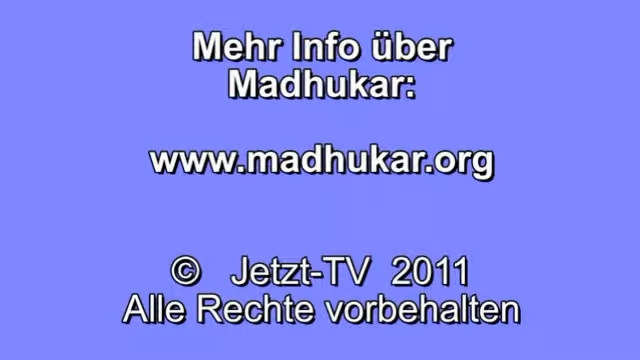 Mehr Info über
Madhukar:
www.madhukar.org
© Jetzt-TV 2011
Alle Rechte vorbehalten